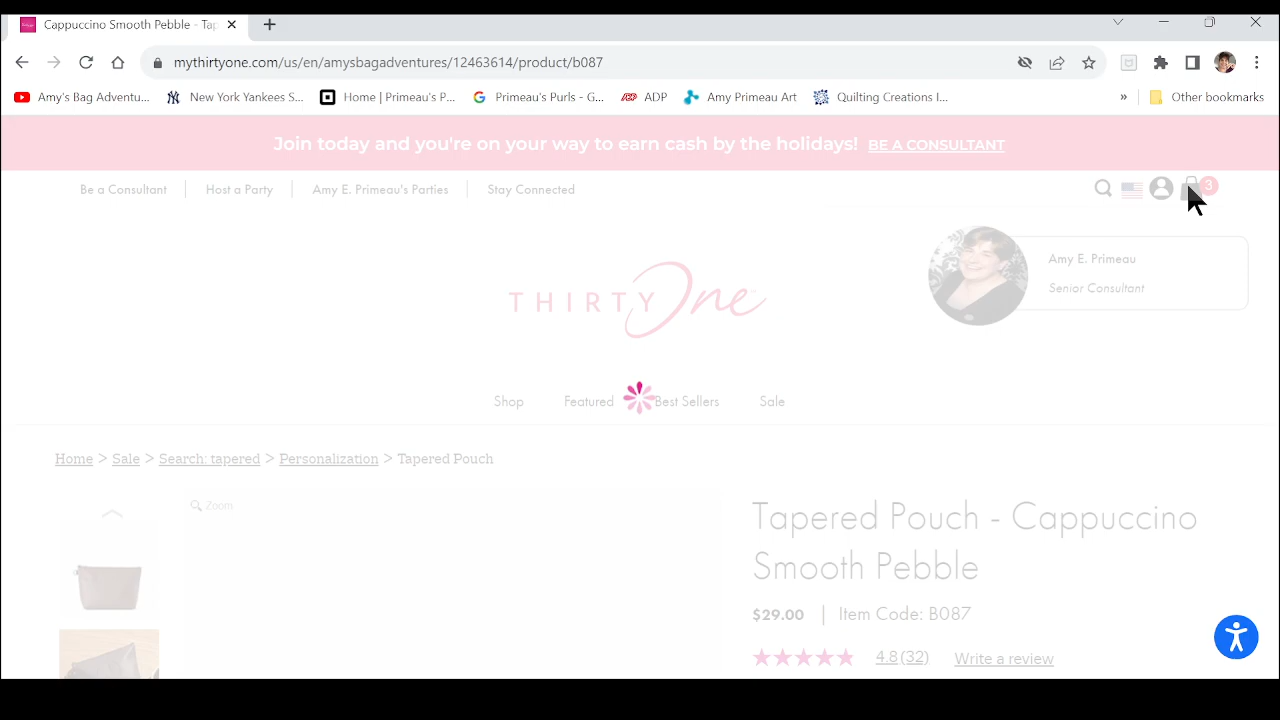 Cappuccino Smooth Pebble - Tap
mythirtyone.com/us/en/amysbagadventures/12463614/product/b087
Amy's Bag Adventu... New York Yankees S... Home | Primeau's P... Primeau's Purls - G... ADP Amy Primeau Art Quilting Creations I... » Other bookmarks
Join today and you're on your way to earn cash by the holidays! BE A CONSULTANT
Be a Consultant Host a Party Amy E. Primeau's Parties Stay Connected 3
Amy E. Primeau
Senior Consultant
THIRTY One
Shop Featured Best Sellers Sale
Home > Sale > Search: tapered > Personalization > Tapered Pouch
Zoom
Tapered Pouch - Cappuccino
Smooth Pebble
$29.00 | Item Code: B087
4.8 (32) Write a review